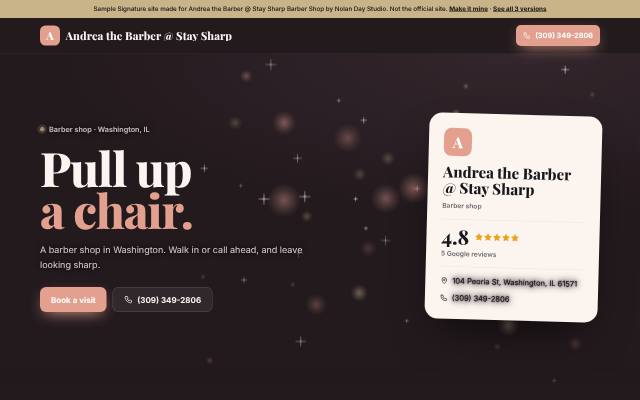 Sample Signature site made for Andrea the Barber @ Stay Sharp Barber Shop by Nolan Day Studio. Not the official site. Make it mine · See all 3 versions
A Andrea the Barber @ Stay Sharp
(309) 349-2806
Barber shop · Washington, IL
Pull up
a chair.
A barber shop in Washington. Walk in or call ahead, and leave
looking sharp.
Book a visit
(309) 349-2806
A
Andrea the Barber
@ Stay Sharp
Barber shop
4.8 ★★★★★
5 Google reviews
104 Peoria St, Washington, IL 61571
(309) 349-2806